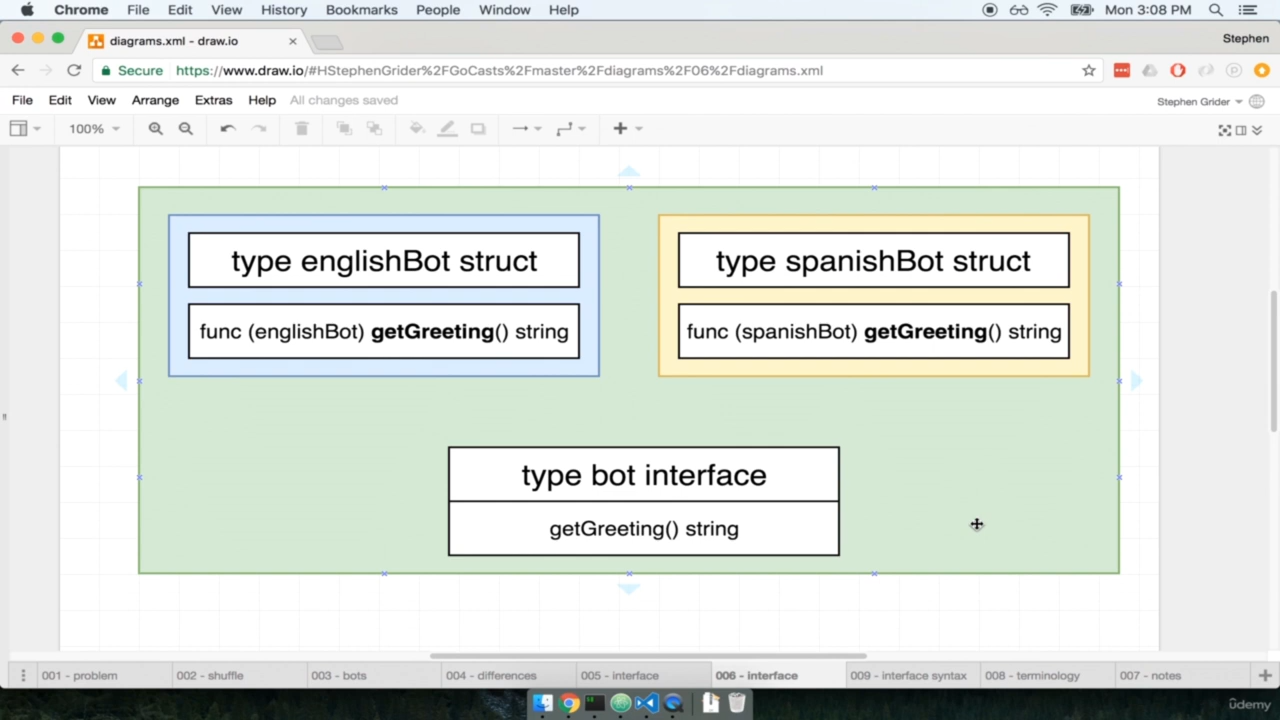 Chrome File Edit View History Bookmarks People Window Help Mon 3:08 PM
diagrams.xml - draw.io Stephen
Secure https://www.draw.io/#HStephenGrider%2FGoCasts%2Fmaster%2Fdiagrams%2F06%2Fdiagrams.xml
File Edit View Arrange Extras Help All changes saved Stephen Grider
100%
type englishBot struct
func (englishBot) getGreeting() string
type spanishBot struct
func (spanishBot) getGreeting() string
type bot interface
getGreeting() string
001 - problem 002 - shuffle 003 - bots 004 - differences 005 - interface 006 - interface 009 - interface syntax 008 - terminology 007 - notes
ûdemy